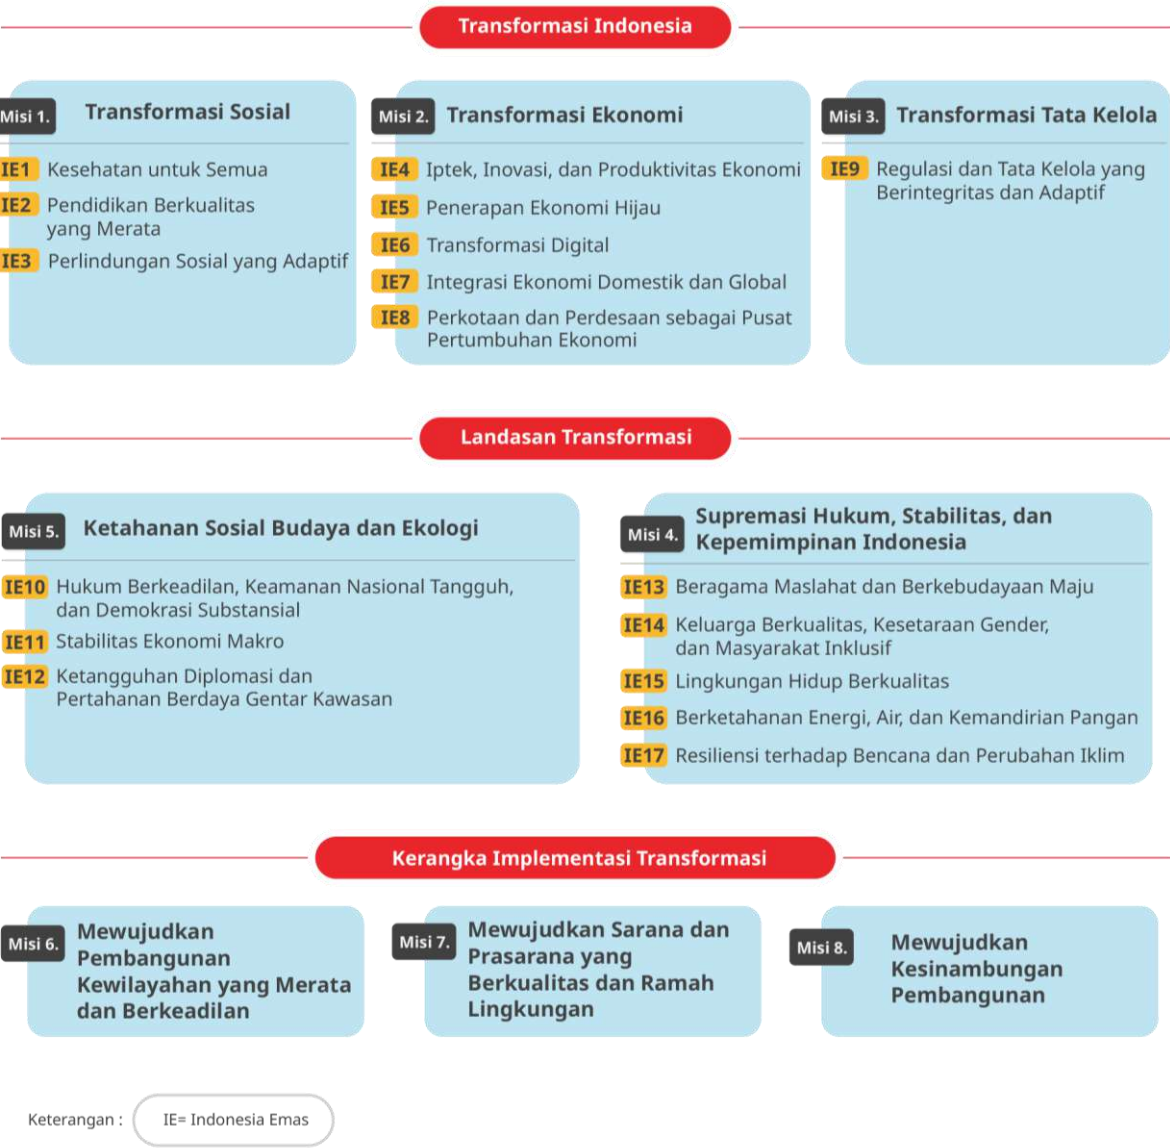 Transformasi Indonesia
Misi 1.
Transformasi Sosial
IE1 Kesehatan untuk Semua
IE2 Pendidikan Berkualitas
yang Merata
IE3 Perlindungan Sosial yang Adaptif
Misi 2.
Transformasi Ekonomi
IE4 Iptek, Inovasi, dan Produktivitas Ekonomi
IE5 Penerapan Ekonomi Hijau
IE6 Transformasi Digital
IE7 Integrasi Ekonomi Domestik dan Global
IE8 Perkotaan dan Perdesaan sebagai Pusat
Pertumbuhan Ekonomi
Misi 3.
Transformasi Tata Kelola
IE9 Regulasi dan Tata Kelola yang
Berintegritas dan Adaptif
Landasan Transformasi
Misi 5.
Ketahanan Sosial Budaya dan Ekologi
IE10 Hukum Berkeadilan, Keamanan Nasional Tangguh,
dan Demokrasi Substansial
IE11 Stabilitas Ekonomi Makro
IE12 Ketangguhan Diplomasi dan
Pertahanan Berdaya Gentar Kawasan
Misi 4.
Supremasi Hukum, Stabilitas, dan
Kepemimpinan Indonesia
IE13 Beragama Maslahat dan Berkebudayaan Maju
IE14 Keluarga Berkualitas, Kesetaraan Gender,
dan Masyarakat Inklusif
IE15 Lingkungan Hidup Berkualitas
IE16 Berketahanan Energi, Air, dan Kemandirian Pangan
IE17 Resiliensi terhadap Bencana dan Perubahan Iklim
Kerangka Implementasi Transformasi
Misi 6.
Mewujudkan
Pembangunan
Kewilayahan yang Merata
dan Berkeadilan
Misi 7.
Mewujudkan Sarana dan
Prasarana yang
Berkualitas dan Ramah
Lingkungan
Misi 8.
Mewujudkan
Kesinambungan
Pembangunan
Keterangan : IE= Indonesia Emas